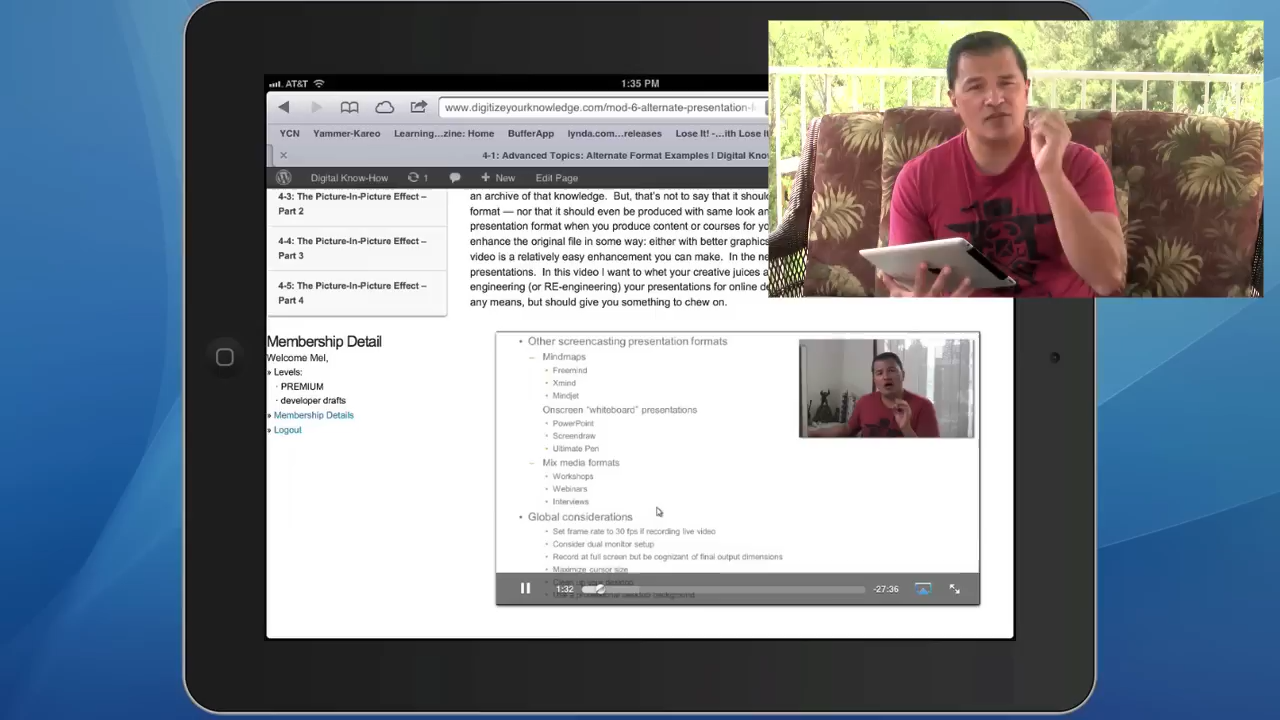 AT&T
1:35 PM
www.digitizeyourknowledge.com/mod-6-alternate-presentation-
YCN Yammer-Kareo Learning...zine: Home BufferApp lynda.com...releases Lose It! -...ith Lose It
4-1: Advanced Topics: Alternate Format Examples | Digital Kno
Digital Know-How 1 + New Edit Page
4-3: The Picture-In-Picture Effect –
Part 2
4-4: The Picture-In-Picture Effect –
Part 3
4-5: The Picture-In-Picture Effect –
Part 4
Membership Detail
Welcome Mel,
» Levels:
· PREMIUM
· developer drafts
» Membership Details
» Logout
an archive of that knowledge. But, that's not to say that it shou
format — nor that it should even be produced with same look an
presentation format when you produce content or courses for yo
enhance the original file in some way: either with better graphics
video is a relatively easy enhancement you can make. In the ne
presentations. In this video I want to whet your creative juices a
engineering (or RE-engineering) your presentations for online de
any means, but should give you something to chew on.
• Other screencasting presentation formats
– Mindmaps
• Freemind
• Xmind
• Mindjet
Onscreen "whiteboard" presentations
• PowerPoint
• Screendraw
• Ultimate Pen
– Mix media formats
• Workshops
• Webinars
• Interviews
• Global considerations
• Set frame rate to 30 fps if recording live video
• Consider dual monitor setup
• Record at full screen but be cognizant of final output dimensions
• Maximize cursor size
• Clean up your desktop
• Use a professional desktop background
1:32
-27:36